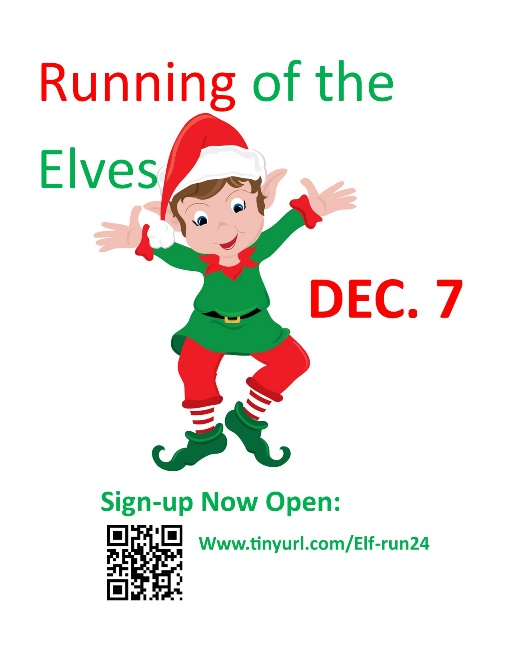 Running of the
Elves
DEC. 7
Sign-up Now Open:
Www.tinyurl.com/Elf-run24